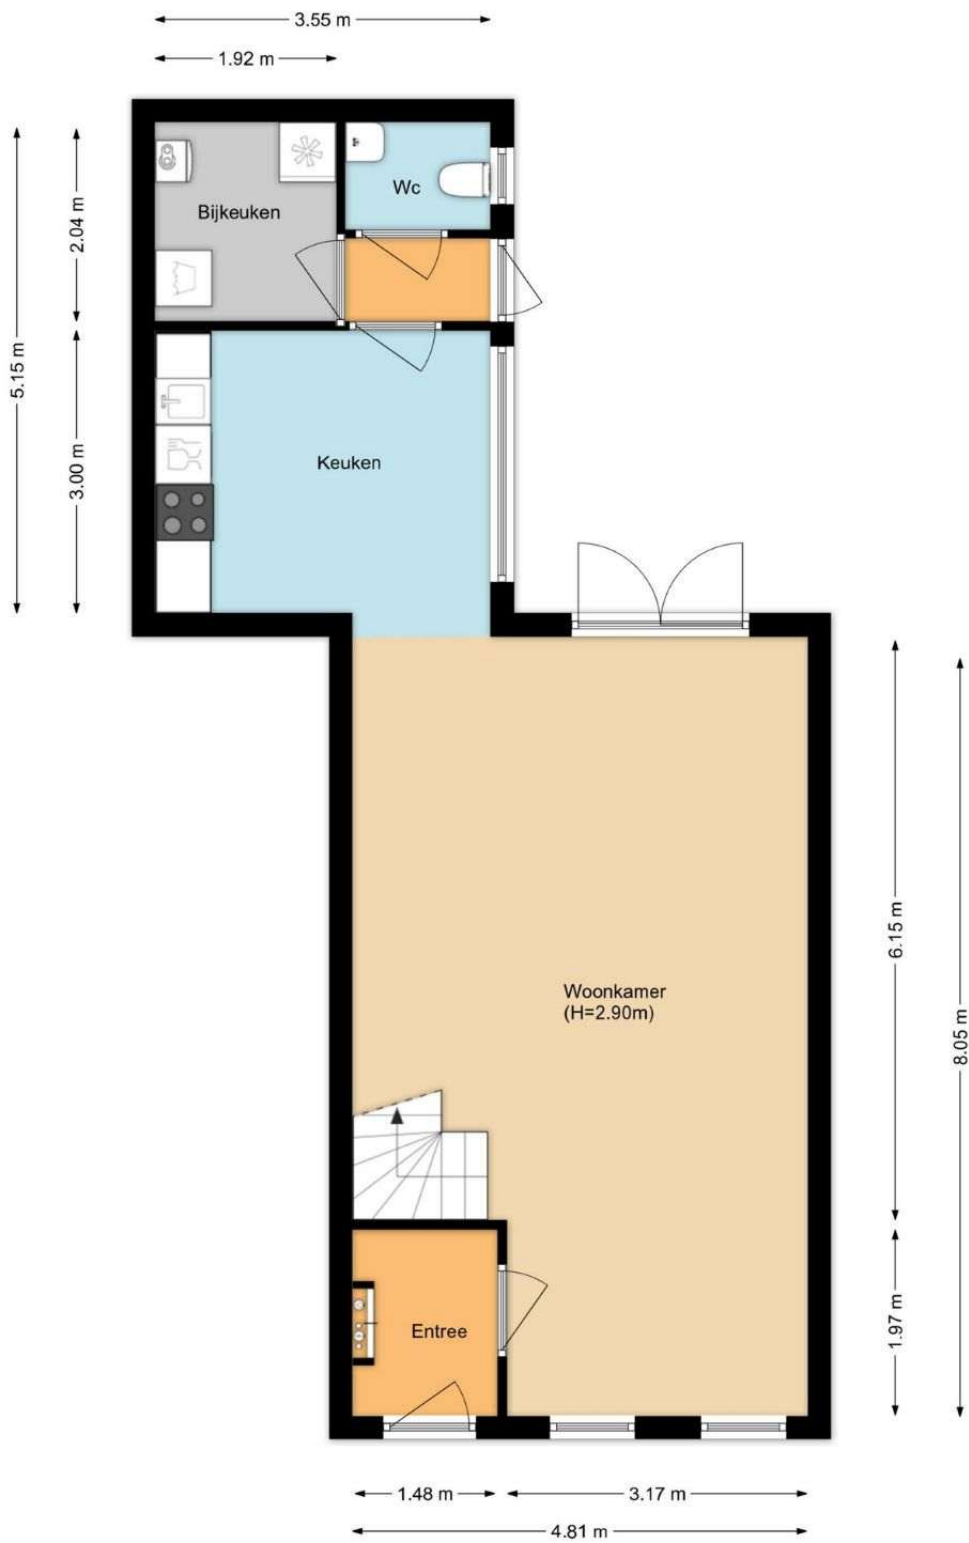 3.55 m
1.92 m
5.15 m
2.04 m
3.00 m
Bijkeuken
Wc
Keuken
Woonkamer
(H=2.90m)
6.15 m
8.05 m
1.97 m
Entree
1.48 m
3.17 m
4.81 m